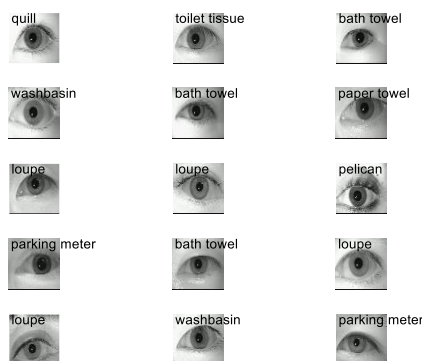 quill
toilet tissue
bath towel
washbasin
bath towel
paper towel
loupe
loupe
pelican
parking meter
bath towel
loupe
loupe
washbasin
parking meter